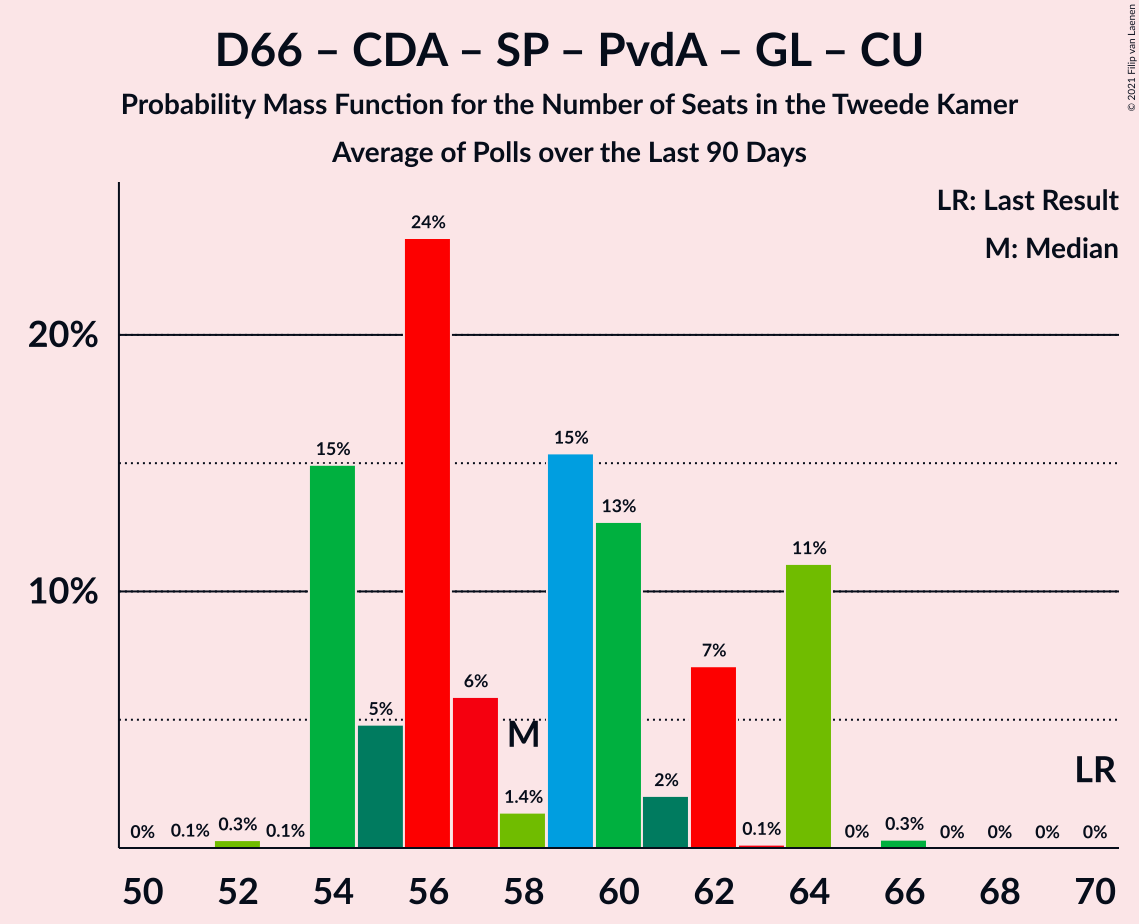 D66 – CDA – SP – PvdA – GL – CU
Probability Mass Function for the Number of Seats in the Tweede Kamer
Average of Polls over the Last 90 Days
© 2021 Filip van Laenen
LR: Last Result
M: Median
20%
10%
0%
0.1%
0.3%
0.1%
15%
5%
24%
6%
1.4%
M
15%
13%
2%
7%
0.1%
11%
0%
0.3%
0%
0%
0%
0%
LR
50 52 54 56 58 60 62 64 66 68 70